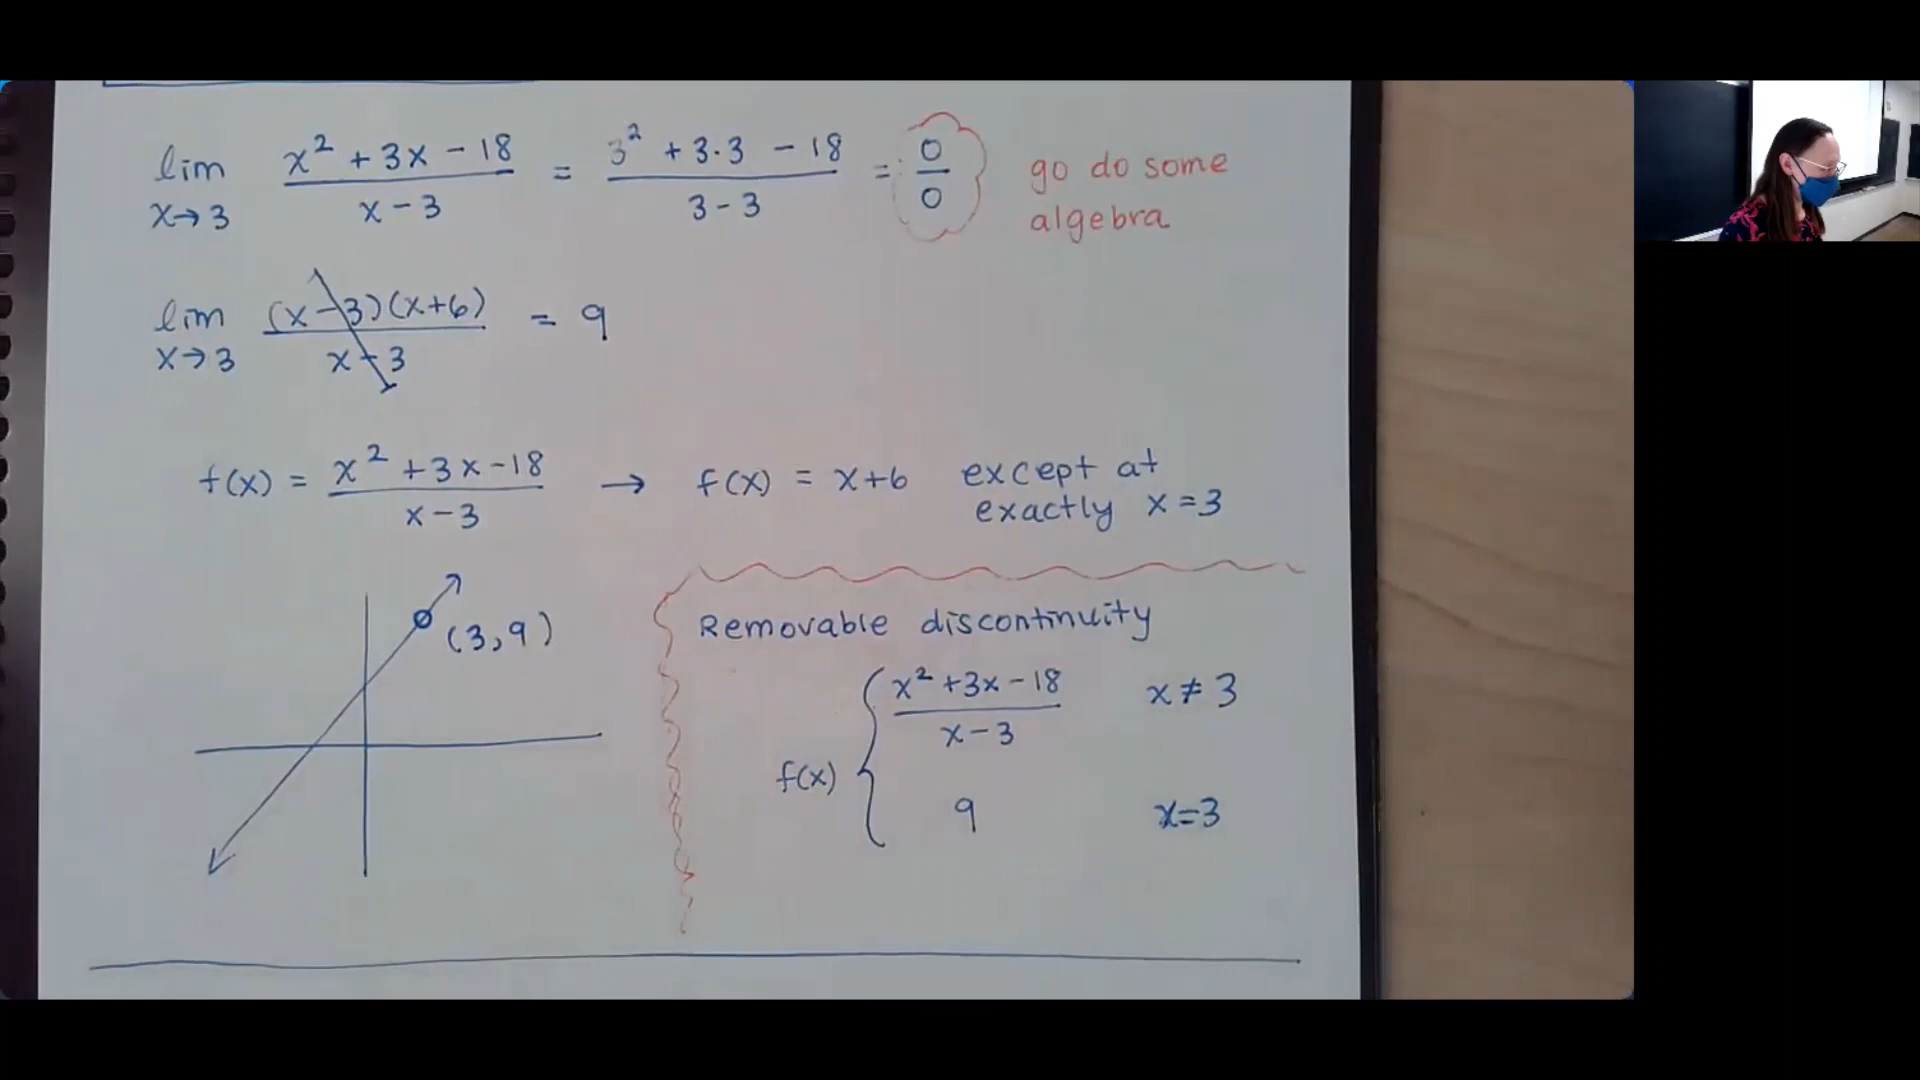 lim x→3 x² + 3x - 18 / x - 3 = 3² + 3·3 - 18 / 3 - 3 = 0/0 go do some algebra
lim x→3 (x-3)(x+6) / x-3 = 9
f(x) = x² + 3x - 18 / x - 3 → f(x) = x+6 except at exactly x = 3
(3, 9)
Removable discontinuity
f(x) { x² + 3x - 18 / x - 3 x ≠ 3
9 x = 3